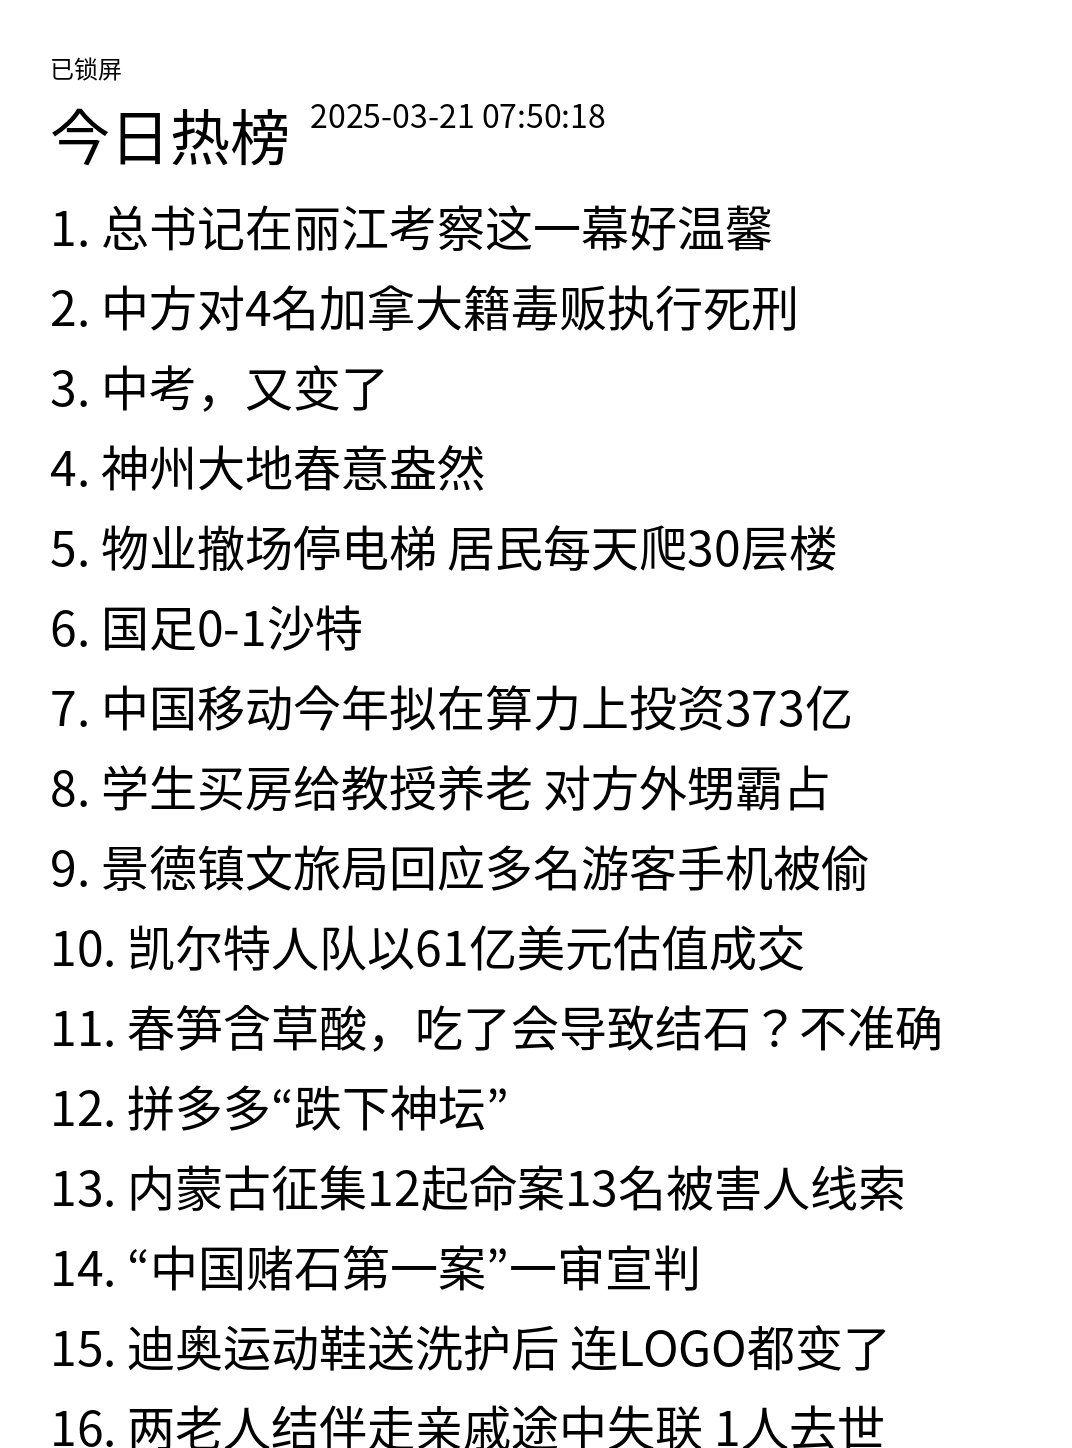 已锁屏
今日热榜 2025-03-21 07:50:18
1. 总书记在丽江考察这一幕好温馨
2. 中方对4名加拿大籍毒贩执行死刑
3. 中考，又变了
4. 神州大地春意盎然
5. 物业撤场停电梯 居民每天爬30层楼
6. 国足0-1沙特
7. 中国移动今年拟在算力上投资373亿
8. 学生买房给教授养老 对方外甥霸占
9. 景德镇文旅局回应多名游客手机被偷
10. 凯尔特人队以61亿美元估值成交
11. 春笋含草酸，吃了会导致结石？不准确
12. 拼多多“跌下神坛”
13. 内蒙古征集12起命案13名被害人线索
14. “中国赌石第一案”一审宣判
15. 迪奥运动鞋送洗护后 连LOGO都变了
16. 两老人结伴走亲戚途中失联 1人去世